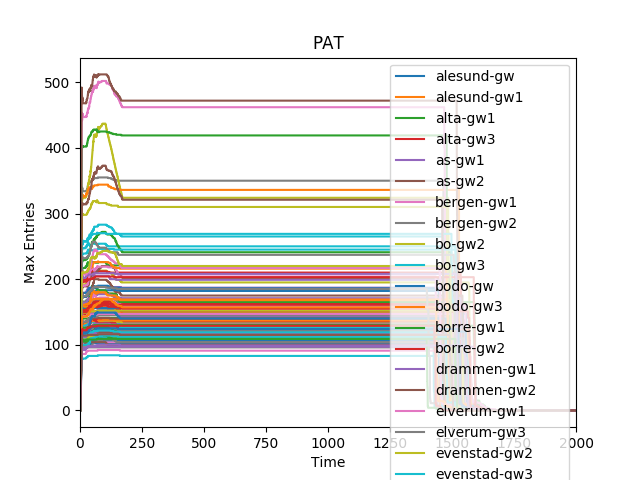 PAT
Max Entries
500
400
300
200
100
0
0
250
500
750
1000
1250
1500
1750
2000
Time
alesund-gw
alesund-gw1
alta-gw1
alta-gw3
as-gw1
as-gw2
bergen-gw1
bergen-gw2
bo-gw2
bo-gw3
bodo-gw
bodo-gw3
borre-gw1
borre-gw2
drammen-gw1
drammen-gw2
elverum-gw1
elverum-gw3
evenstad-gw2
evenstad-gw3